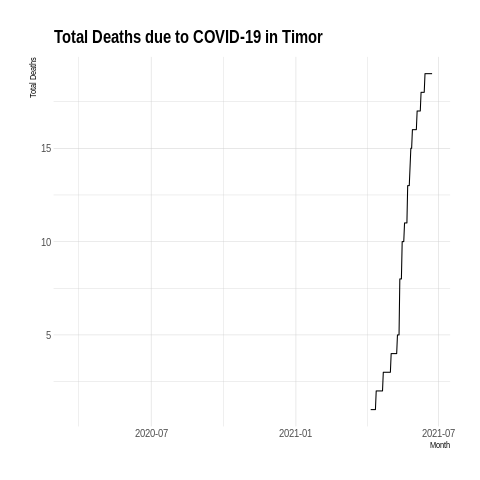 Total Deaths due to COVID-19 in Timor
Total Deaths
15
10
5
2020-07
2021-01
2021-07
Month